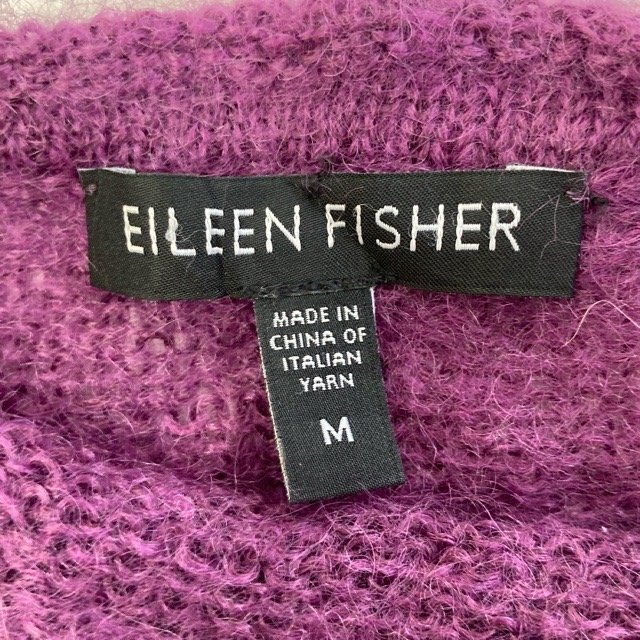 EILEEN FISHER
MADE IN
CHINA OF
ITALIAN
YARN
M